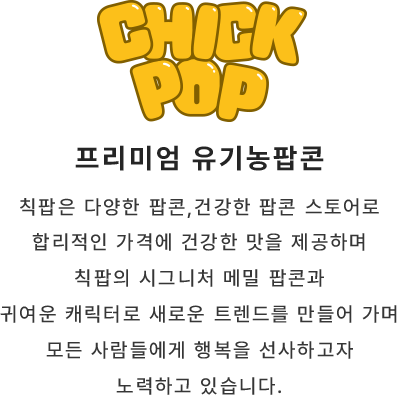 CHICK
POP
프리미엄 유기농팝콘
칙팝은 다양한 팝콘,건강한 팝콘 스토어로
합리적인 가격에 건강한 맛을 제공하며
칙팝의 시그니처 메밀 팝콘과
귀여운 캐릭터로 새로운 트렌드를 만들어 가며
모든 사람들에게 행복을 선사하고자
노력하고 있습니다.